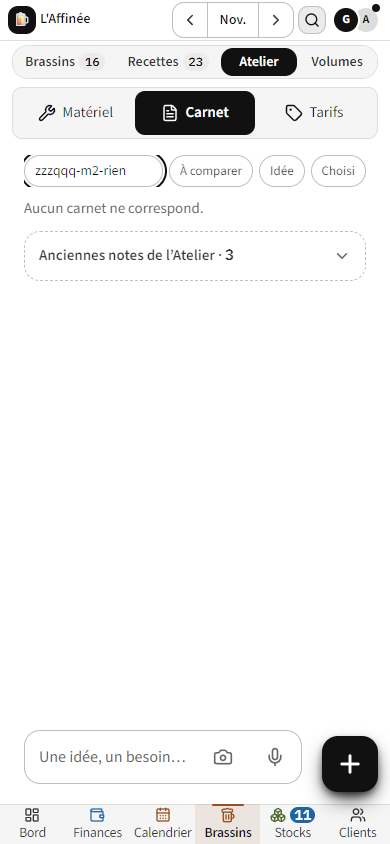 L'Affinée
Nov.
G A
Brassins 16 Recettes 23 Atelier Volumes
Matériel Carnet Tarifs
zzzqqq-m2-rien À comparer Idée Choisi
Aucun carnet ne correspond.
Anciennes notes de l’Atelier · 3
Une idée, un besoin…
Bord Finances Calendrier Brassins 11 Stocks Clients